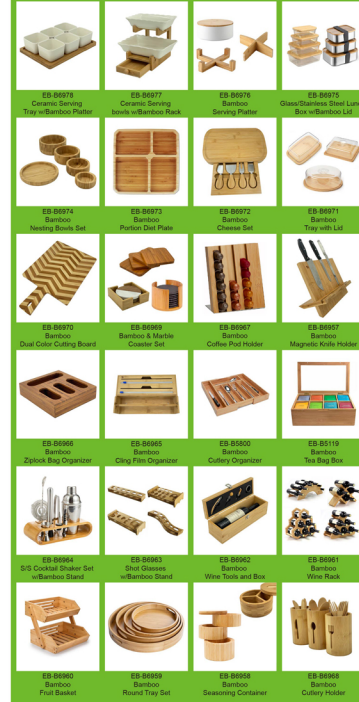 EB-B6978
Ceramic Serving
Tray w/Bamboo Platter
EB-B6977
Ceramic Serving
bowls w/Bamboo Rack
EB-B6976
Bamboo
Serving Platter
EB-B6975
Glass/Stainless Steel Lunc
Box w/Bamboo Lid
EB-B6974
Bamboo
Nesting Bowls Set
EB-B6973
Bamboo
Portion Diet Plate
EB-B6972
Bamboo
Cheese Set
EB-B6971
Bamboo
Tray with Lid
EB-B6970
Bamboo
Dual Color Cutting Board
EB-B6969
Bamboo & Marble
Coaster Set
EB-B6967
Bamboo
Coffee Pod Holder
EB-B6957
Bamboo
Magnetic Knife Holder
EB-B6966
Bamboo
Ziplock Bag Organizer
EB-B6965
Bamboo
Cling Film Organizer
EB-B5800
Bamboo
Cutlery Organizer
EB-B5119
Bamboo
Tea Bag Box
EB-B6964
S/S Cocktail Shaker Set
w/Bamboo Stand
EB-B6963
Shot Glasses
w/Bamboo Stand
EB-B6962
Bamboo
Wine Tools and Box
EB-B6961
Bamboo
Wine Rack
EB-B6960
Bamboo
Fruit Basket
EB-B6959
Bamboo
Round Tray Set
EB-B6958
Bamboo
Seasoning Container
EB-B6968
Bamboo
Cutlery Holder